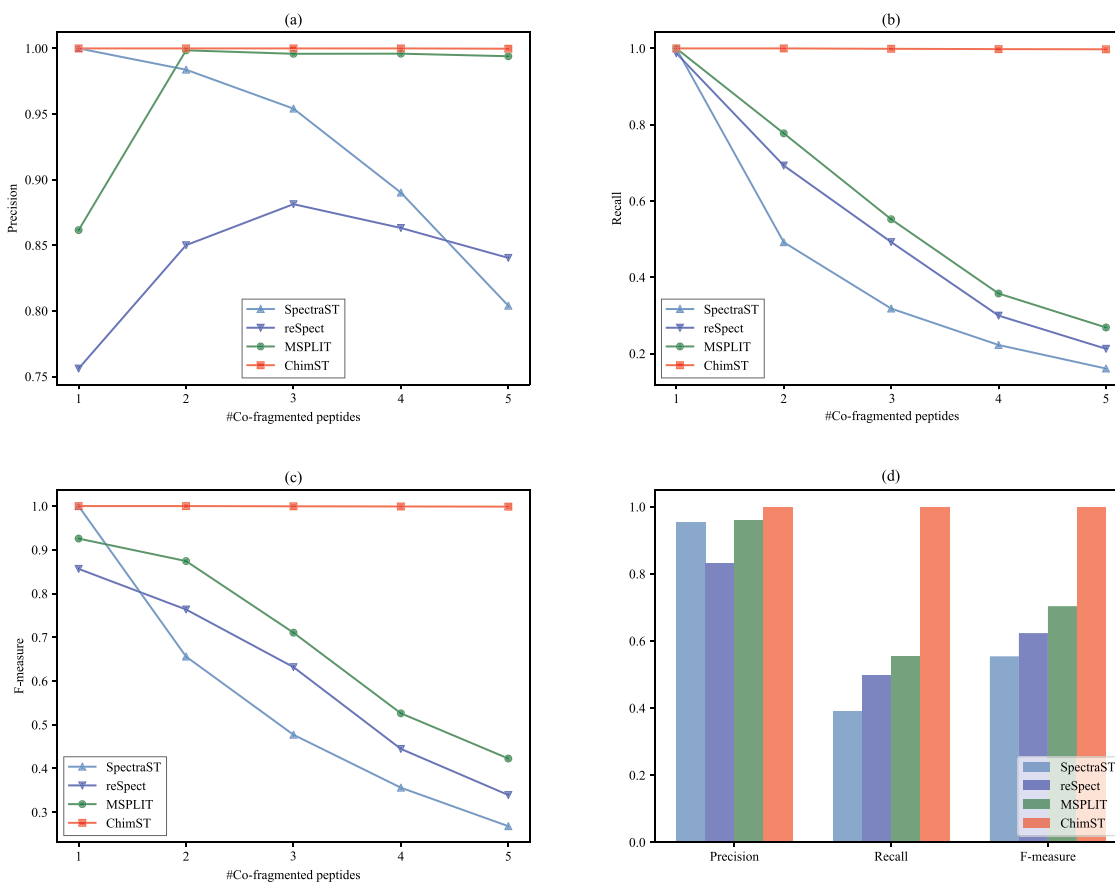 (a)
1.00
0.95
0.90
0.85
0.80
0.75
Precision
SpectraST
reSpect
MSPLIT
ChimST
1 2 3 4 5
#Co-fragmented peptides
(b)
1.0
0.8
0.6
0.4
0.2
Recall
SpectraST
reSpect
MSPLIT
ChimST
1 2 3 4 5
#Co-fragmented peptides
(c)
1.0
0.9
0.8
0.7
0.6
0.5
0.4
0.3
F-measure
SpectraST
reSpect
MSPLIT
ChimST
1 2 3 4 5
#Co-fragmented peptides
(d)
1.0
0.8
0.6
0.4
0.2
0.0
SpectraST
reSpect
MSPLIT
ChimST
Precision Recall F-measure